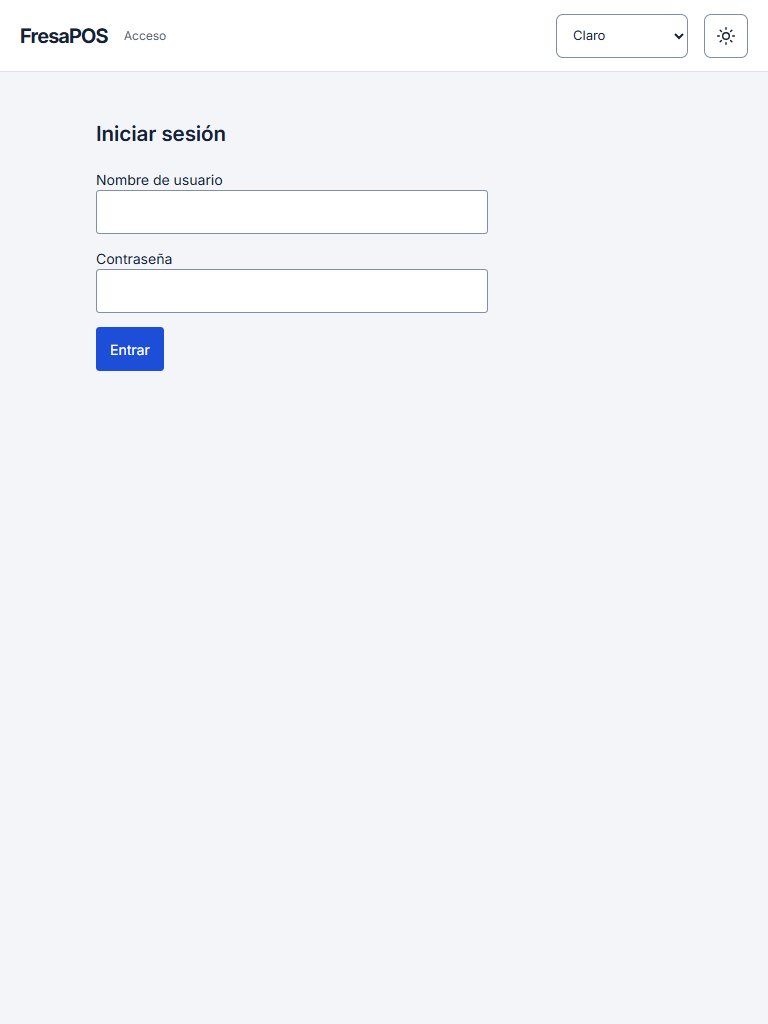 FresaPOS Acceso Claro
Iniciar sesión
Nombre de usuario
Contraseña
Entrar